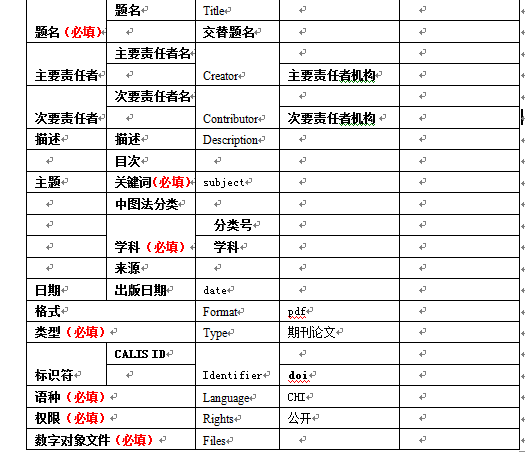 题名 Title
题名（必填） 交替题名
主要责任者名
主要责任者 Creator 主要责任者机构
次要责任者名
次要责任者 Contributor 次要责任者机构
描述 描述 Description
目次
主题 关键词(必填) subject
中图法分类
分类号
学科（必填） 学科
来源
日期 出版日期 date
格式 Format pdf
类型（必填） Type 期刊论文
CALIS ID
标识符 Identifier doi
语种（必填） Language CHI
权限（必填） Rights 公开
数字对象文件（必填） Files